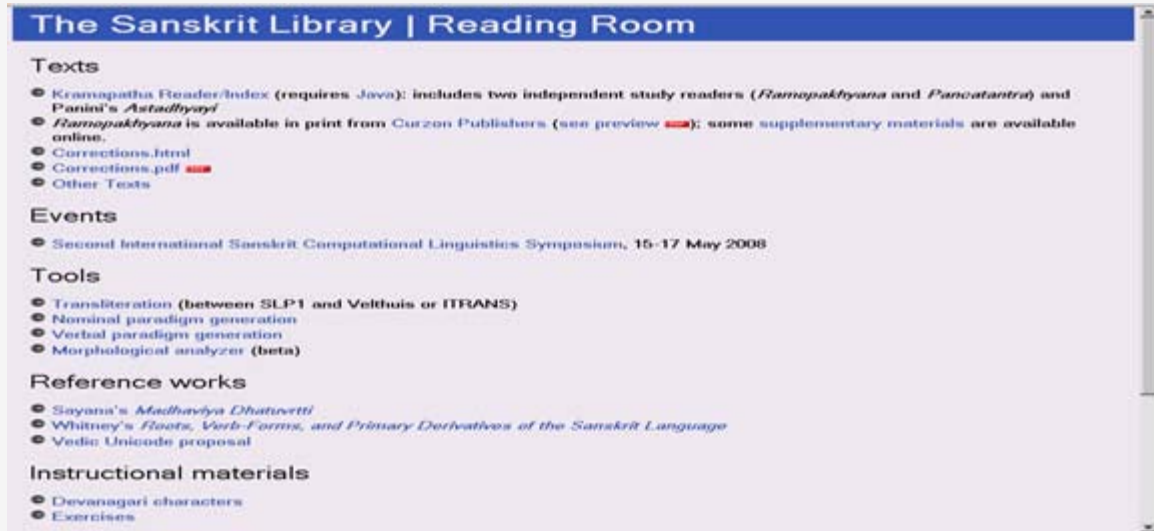 The Sanskrit Library | Reading Room
Texts
Kramapatha Reader/Index (requires Java): includes two independent study readers (Ramopakhyana and Pancatantra) and
Panini's Astadhyayi
Ramopakhyana is available in print from Curzon Publishers (see preview ); some supplementary materials are available
online.
Corrections.html
Corrections.pdf
Other Texts
Events
Second International Sanskrit Computational Linguistics Symposium, 15-17 May 2008
Tools
Transliteration (between SLP1 and Velthuis or ITRANS)
Nominal paradigm generation
Verbal paradigm generation
Morphological analyzer (beta)
Reference works
Sayana's Madhaviya Dhatuvrtti
Whitney's Roots, Verb-Forms, and Primary Derivatives of the Sanskrit Language
Vedic Unicode proposal
Instructional materials
Devanagari characters
Exercises